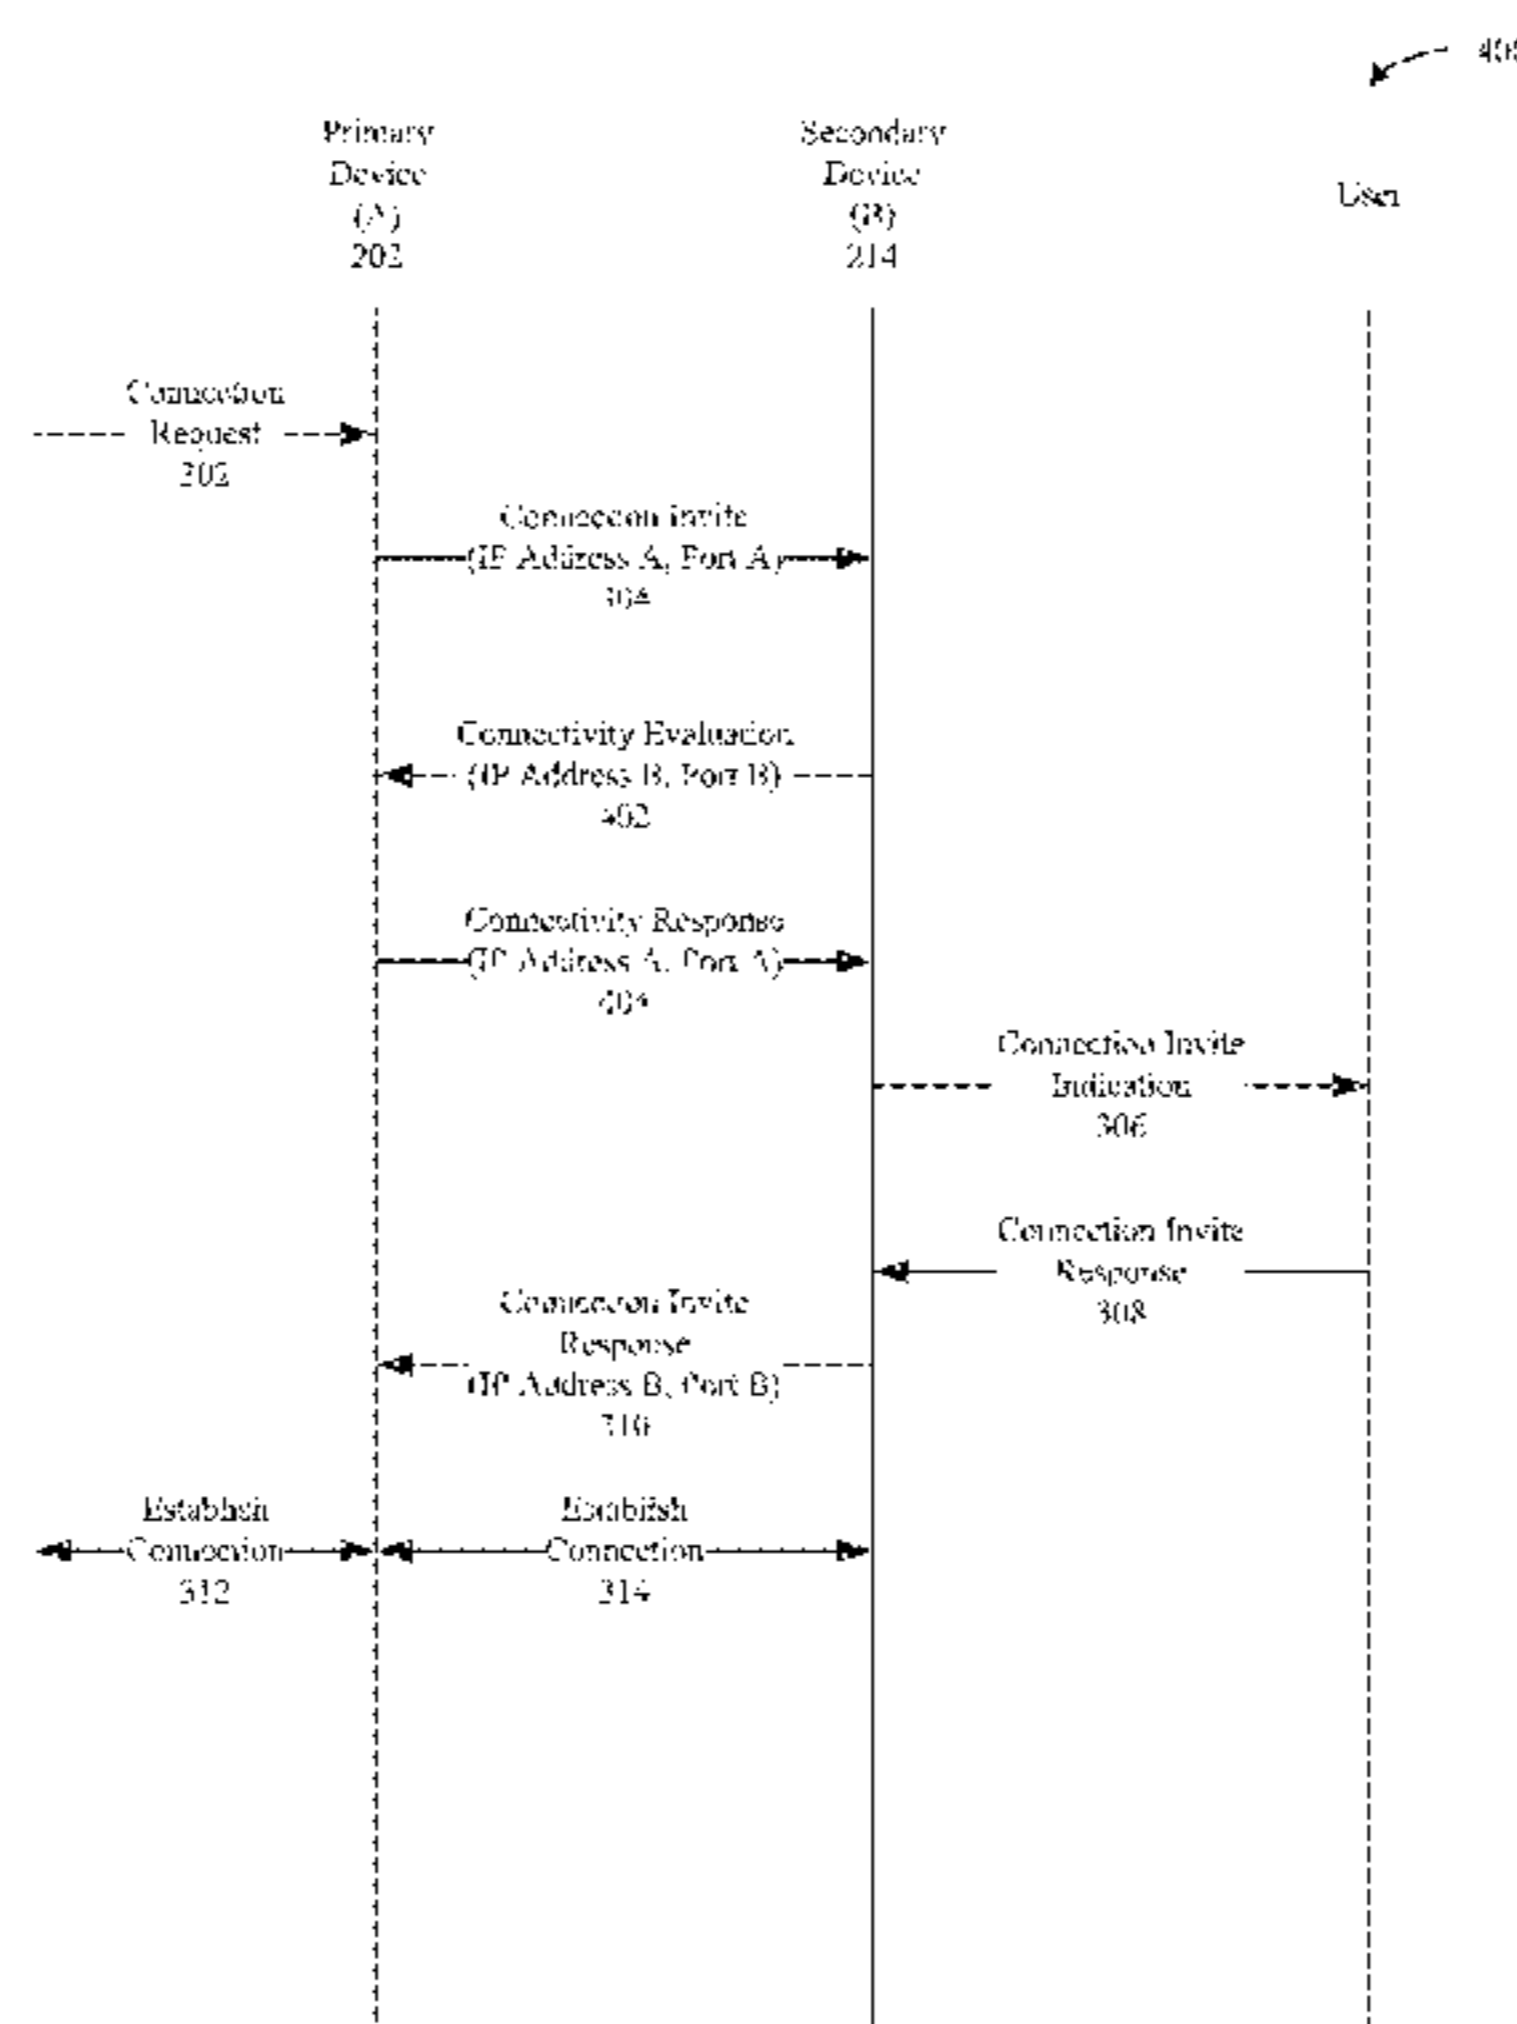 Primary
Device
(A)
202
Secondary
Device
(B)
214
User
Connection
Request
302
Connection Invite
(IP Address A, Port A)
304
Connectivity Evaluation
(IP Address B, Port B)
402
Connectivity Response
(IP Address A, Port A)
404
Connection Invite
Indication
306
Connection Invite
Response
308
Connection Invite
Response
(IP Address B, Port B)
310
Establish
Connection
312
Establish
Connection
314